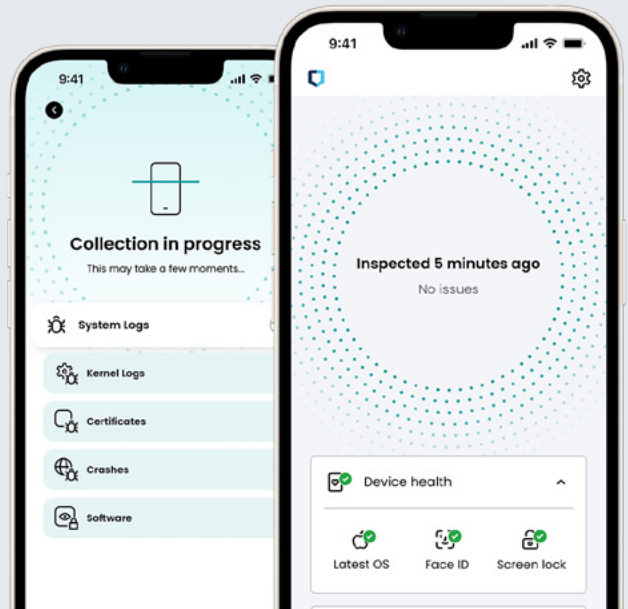 9:41
Collection in progress
This may take a few moments...
System Logs
Kernel Logs
Certificates
Crashes
Software
9:41
Inspected 5 minutes ago
No issues
Device health
Latest OS
Face ID
Screen lock